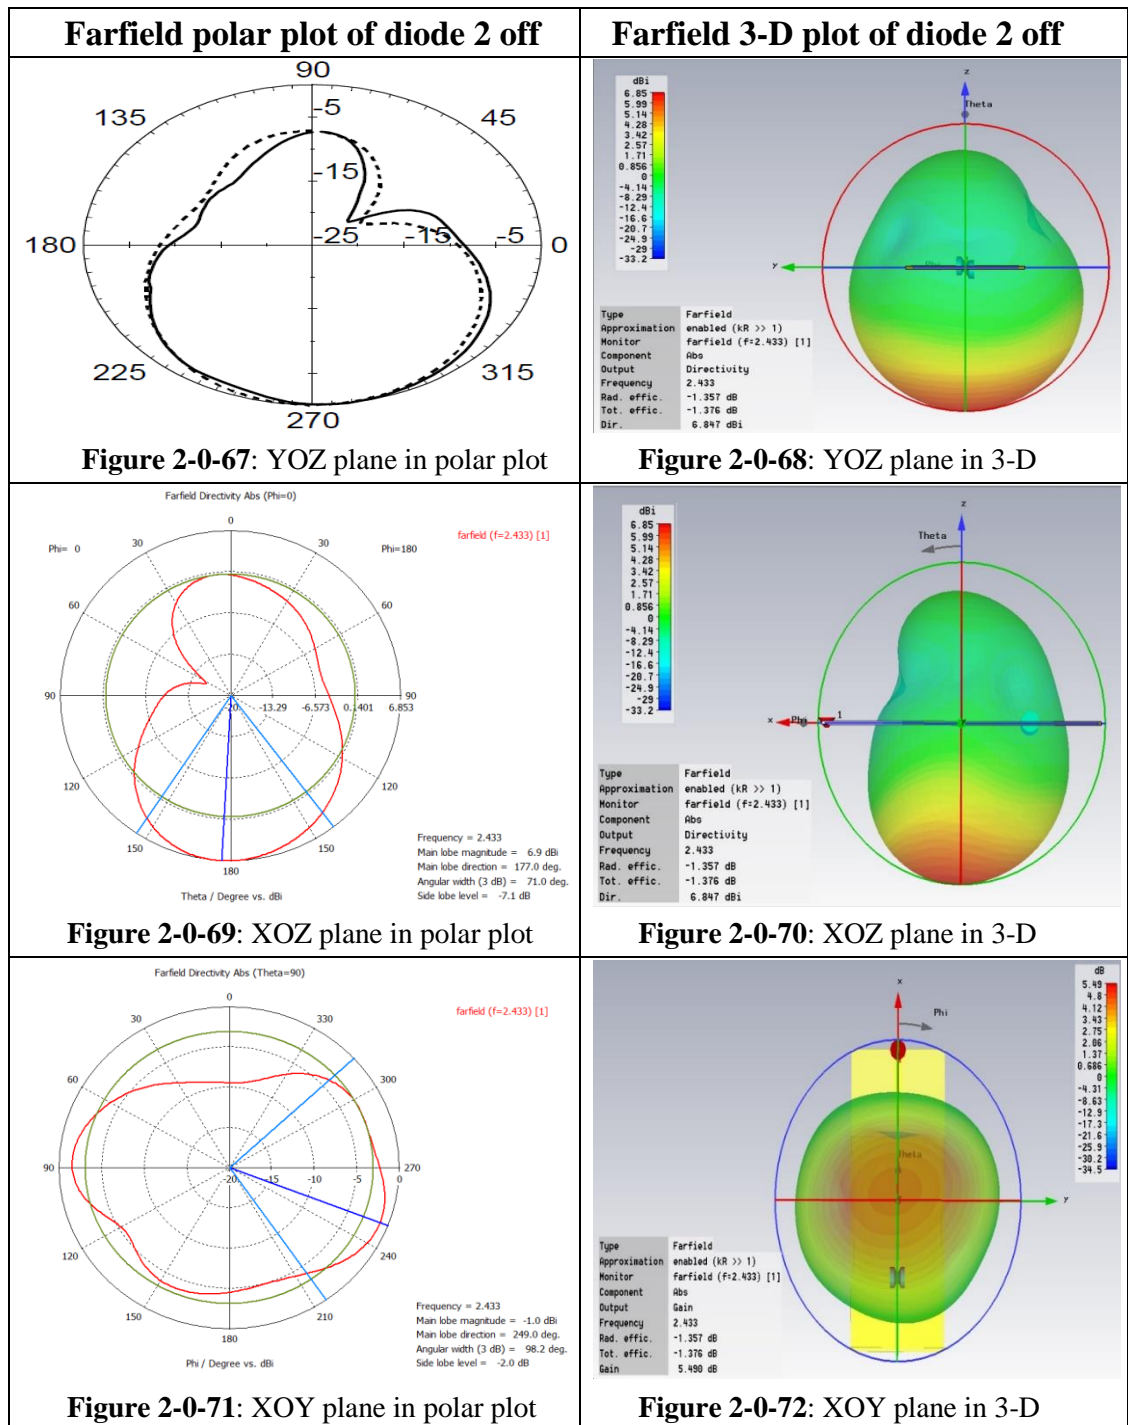 Farfield polar plot of diode 2 off
Farfield 3-D plot of diode 2 off
90
135
45
-5
-15
180
-25
-15
-5
0
225
315
270
Figure 2-0-67: YOZ plane in polar plot
dBi
6.85
5.99
5.14
4.28
3.42
2.57
1.71
0.856
0
-4.14
-8.28
-12.4
-16.6
-20.7
-24.9
-29
-33.2
z
Theta
y
Phi
Type Farfield
Approximation enabled (kR >> 1)
Monitor farfield (f=2.433) [1]
Component Abs
Output Directivity
Frequency 2.433
Rad. effic. -1.357 dB
Tot. effic. -1.376 dB
Dir. 6.847 dBi
Figure 2-0-68: YOZ plane in 3-D
Farfield Directivity Abs (Phi=0)
farfield (f=2.433) [1]
Phi= 0
30
0
30
Phi=180
60
60
90
-20
-13.29
-6.573
0.1401
6.853
90
120
120
150
180
150
Frequency = 2.433
Main lobe magnitude = 6.9 dBi
Main lobe direction = 177.0 deg.
Angular width (3 dB) = 71.0 deg.
Side lobe level = -7.1 dB
Theta / Degree vs. dBi
Figure 2-0-69: XOZ plane in polar plot
dBi
6.85
5.99
5.14
4.28
3.42
2.57
1.71
0.856
0
-4.14
-8.28
-12.4
-16.6
-20.7
-24.9
-29
-33.2
z
Theta
x
Phi
1
Type Farfield
Approximation enabled (kR >> 1)
Monitor farfield (f=2.433) [1]
Component Abs
Output Directivity
Frequency 2.433
Rad. effic. -1.357 dB
Tot. effic. -1.376 dB
Dir. 6.847 dBi
Figure 2-0-70: XOZ plane in 3-D
Farfield Directivity Abs (Theta=90)
farfield (f=2.433) [1]
30
0
330
60
300
90
-20
-15
-10
-5
0
270
120
240
150
180
210
Frequency = 2.433
Main lobe magnitude = -1.0 dBi
Main lobe direction = 249.0 deg.
Angular width (3 dB) = 98.2 deg.
Side lobe level = -2.0 dB
Phi / Degree vs. dBi
Figure 2-0-71: XOY plane in polar plot
dB
5.49
4.8
4.12
3.43
2.75
2.06
1.37
0.686
0
-4.31
-8.63
-12.9
-17.3
-21.6
-25.9
-30.2
-34.5
x
Phi
Theta
y
Type Farfield
Approximation enabled (kR >> 1)
Monitor farfield (f=2.433) [1]
Component Abs
Output Gain
Frequency 2.433
Rad. effic. -1.357 dB
Tot. effic. -1.376 dB
Gain 5.490 dB
Figure 2-0-72: XOY plane in 3-D